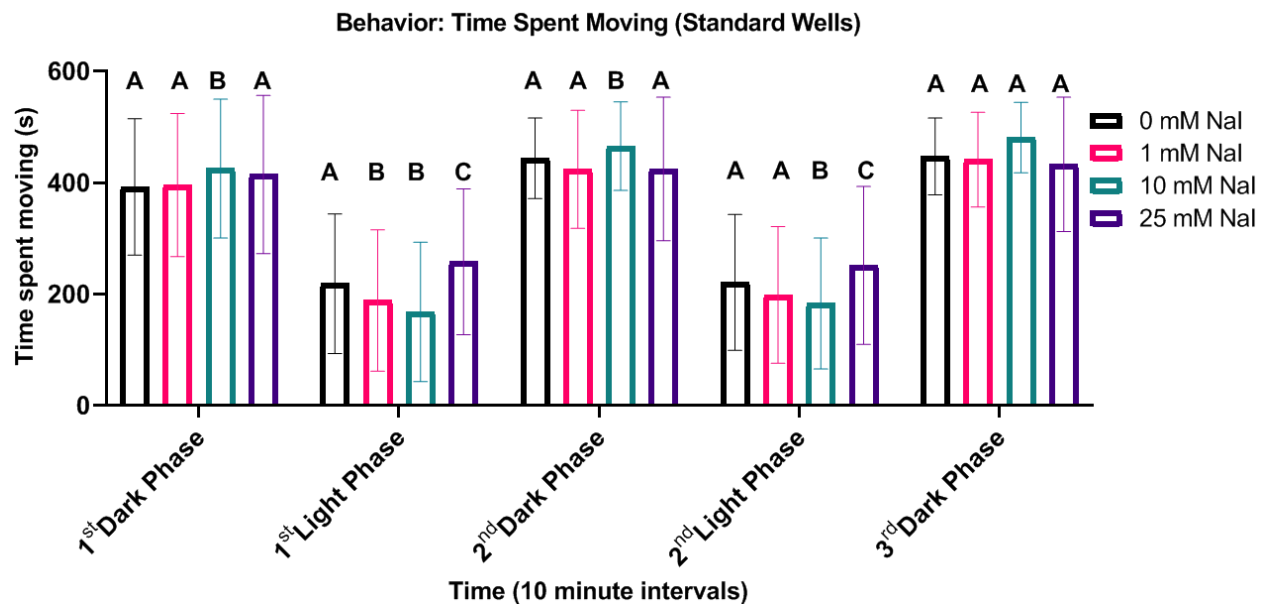 Behavior: Time Spent Moving (Standard Wells)
Time spent moving (s)
600
400
200
0
A A B A
A B B C
A A B A
A A B C
A A A A
0 mM NaI
1 mM NaI
10 mM NaI
25 mM NaI
1st Dark Phase
1st Light Phase
2nd Dark Phase
2nd Light Phase
3rd Dark Phase
Time (10 minute intervals)